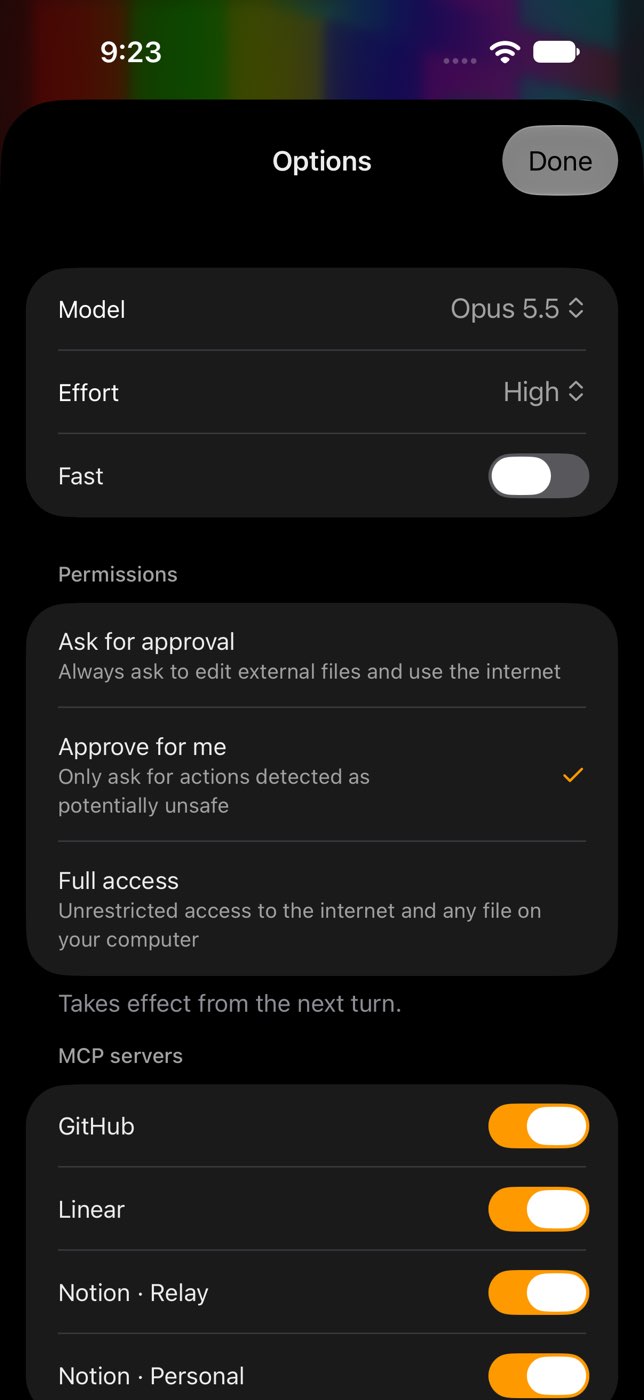 9:23
Options
Done
Model
Opus 5.5
Effort
High
Fast
Permissions
Ask for approval
Always ask to edit external files and use the internet
Approve for me
Only ask for actions detected as
potentially unsafe
Full access
Unrestricted access to the internet and any file on
your computer
Takes effect from the next turn.
MCP servers
GitHub
Linear
Notion · Relay
Notion · Personal